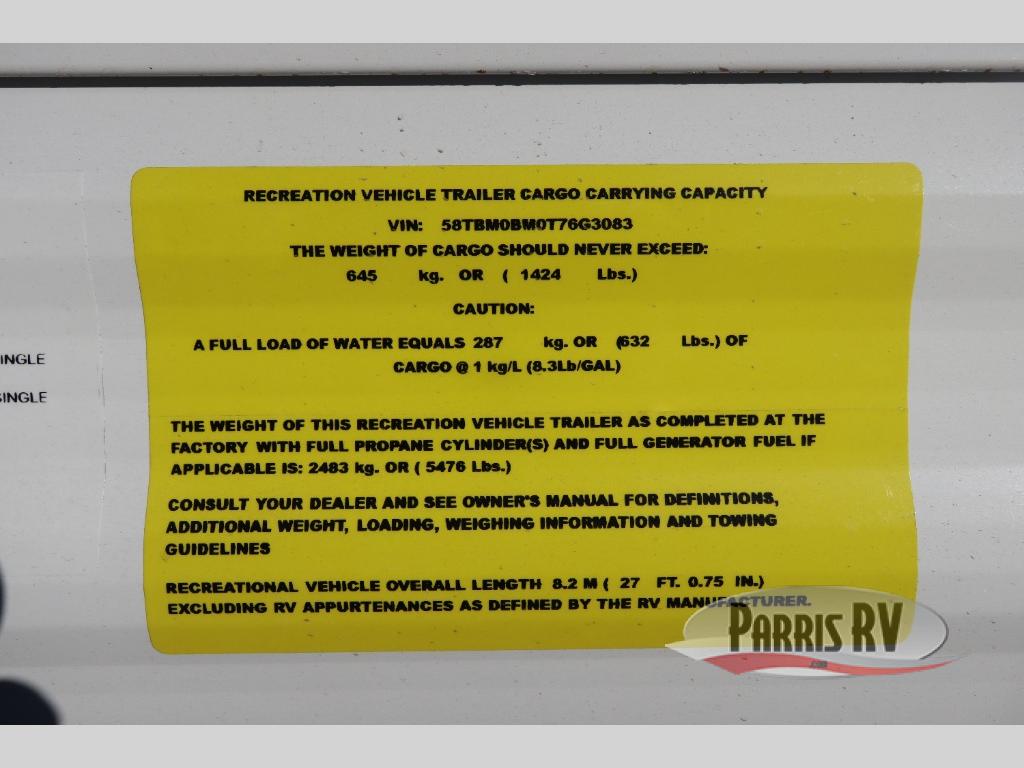 RECREATION VEHICLE TRAILER CARGO CARRYING CAPACITY
VIN: 58TBM0BM0T76G3083
THE WEIGHT OF CARGO SHOULD NEVER EXCEED:
645 kg. OR ( 1424 Lbs.)
CAUTION:
A FULL LOAD OF WATER EQUALS 287 kg. OR (632 Lbs.) OF
CARGO @ 1 kg/L (8.3Lb/GAL)
INGLE
SINGLE
THE WEIGHT OF THIS RECREATION VEHICLE TRAILER AS COMPLETED AT THE
FACTORY WITH FULL PROPANE CYLINDER(S) AND FULL GENERATOR FUEL IF
APPLICABLE IS: 2483 kg. OR ( 5476 Lbs.)
CONSULT YOUR DEALER AND SEE OWNER'S MANUAL FOR DEFINITIONS,
ADDITIONAL WEIGHT, LOADING, WEIGHING INFORMATION AND TOWING
GUIDELINES
RECREATIONAL VEHICLE OVERALL LENGTH 8.2 M ( 27 FT. 0.75 IN.)
EXCLUDING RV APPURTENANCES AS DEFINED BY THE RV MANUFACTURER.
PARRIS RV
.com